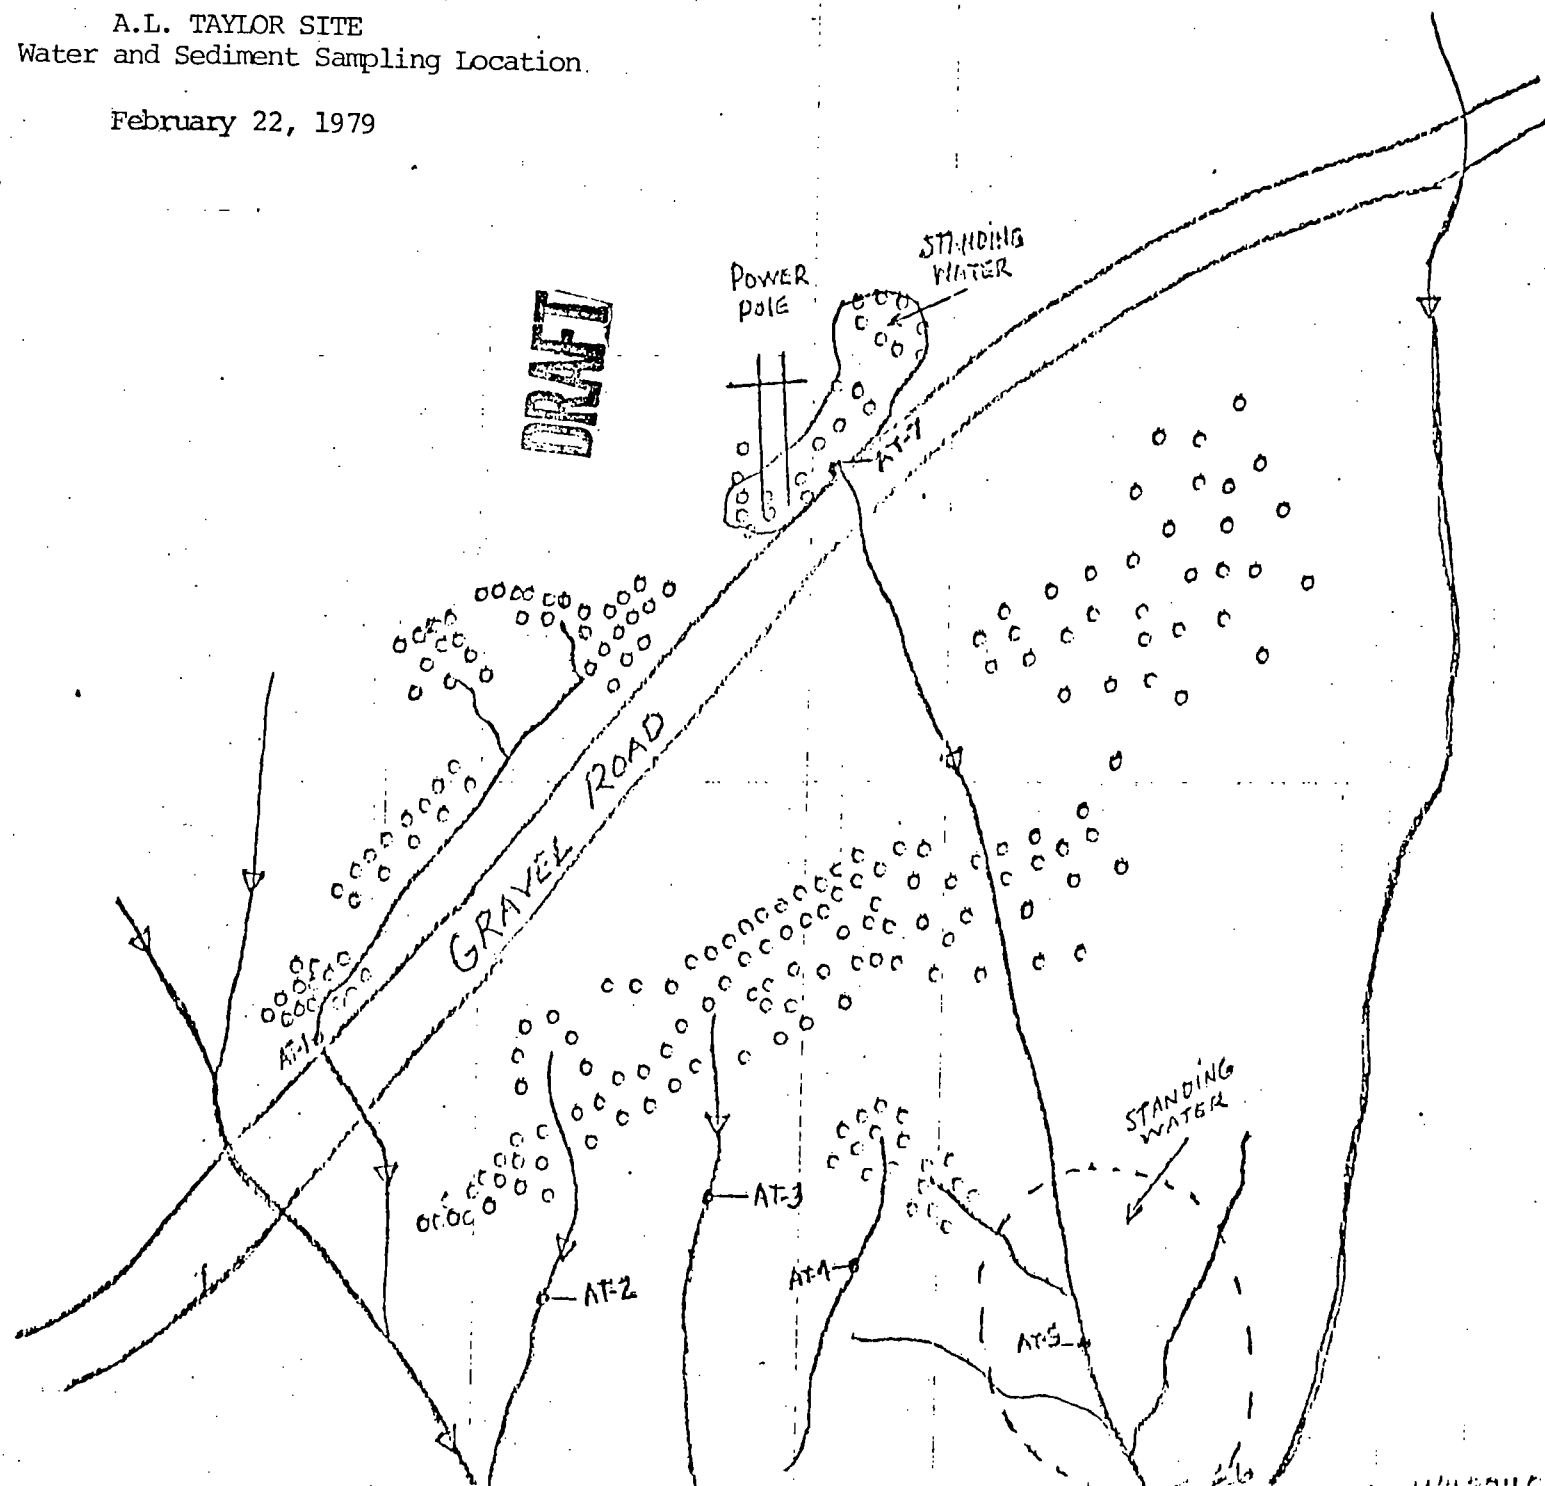 A.L. TAYLOR SITE
Water and Sediment Sampling Location
February 22, 1979
STANDING
WATER
POWER
POLE
DRAFT
AT-7
GRAVEL ROAD
AT-1
STANDING
WATER
AT-3
AT-2
AT-4
AT-5